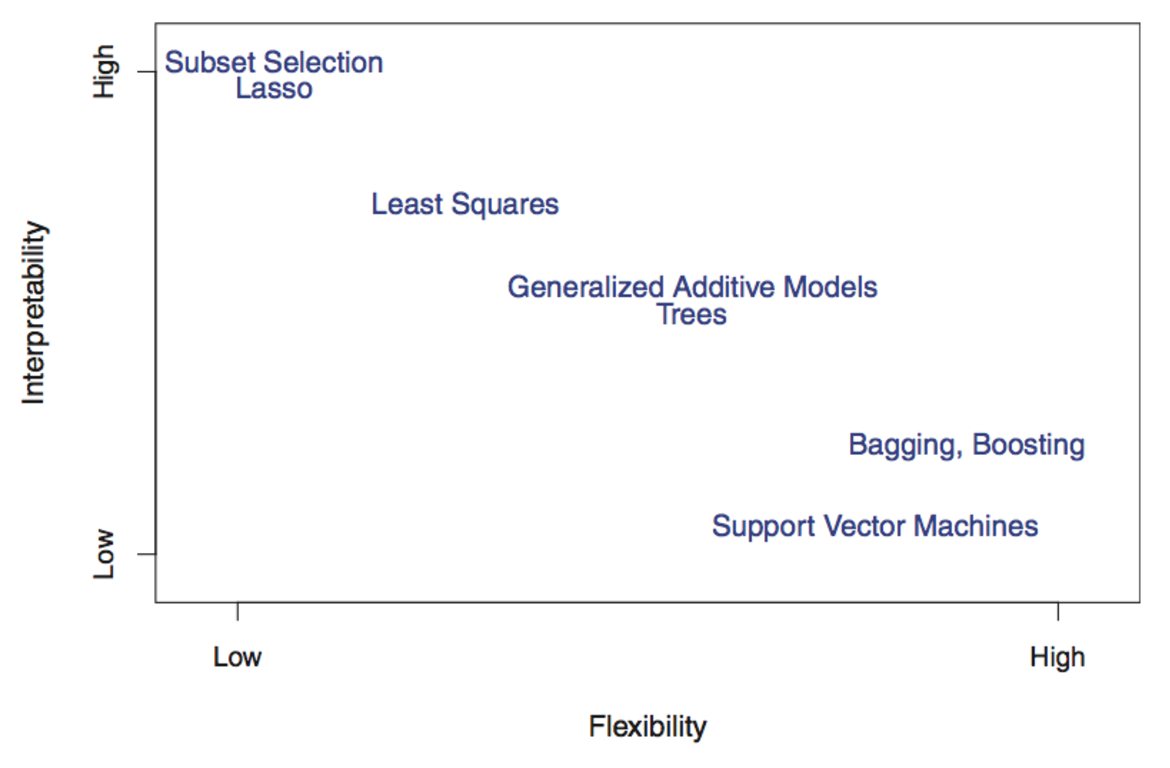 High
Subset Selection
Lasso
Least Squares
Interpretability
Generalized Additive Models
Trees
Bagging, Boosting
Support Vector Machines
Low
Low
High
Flexibility